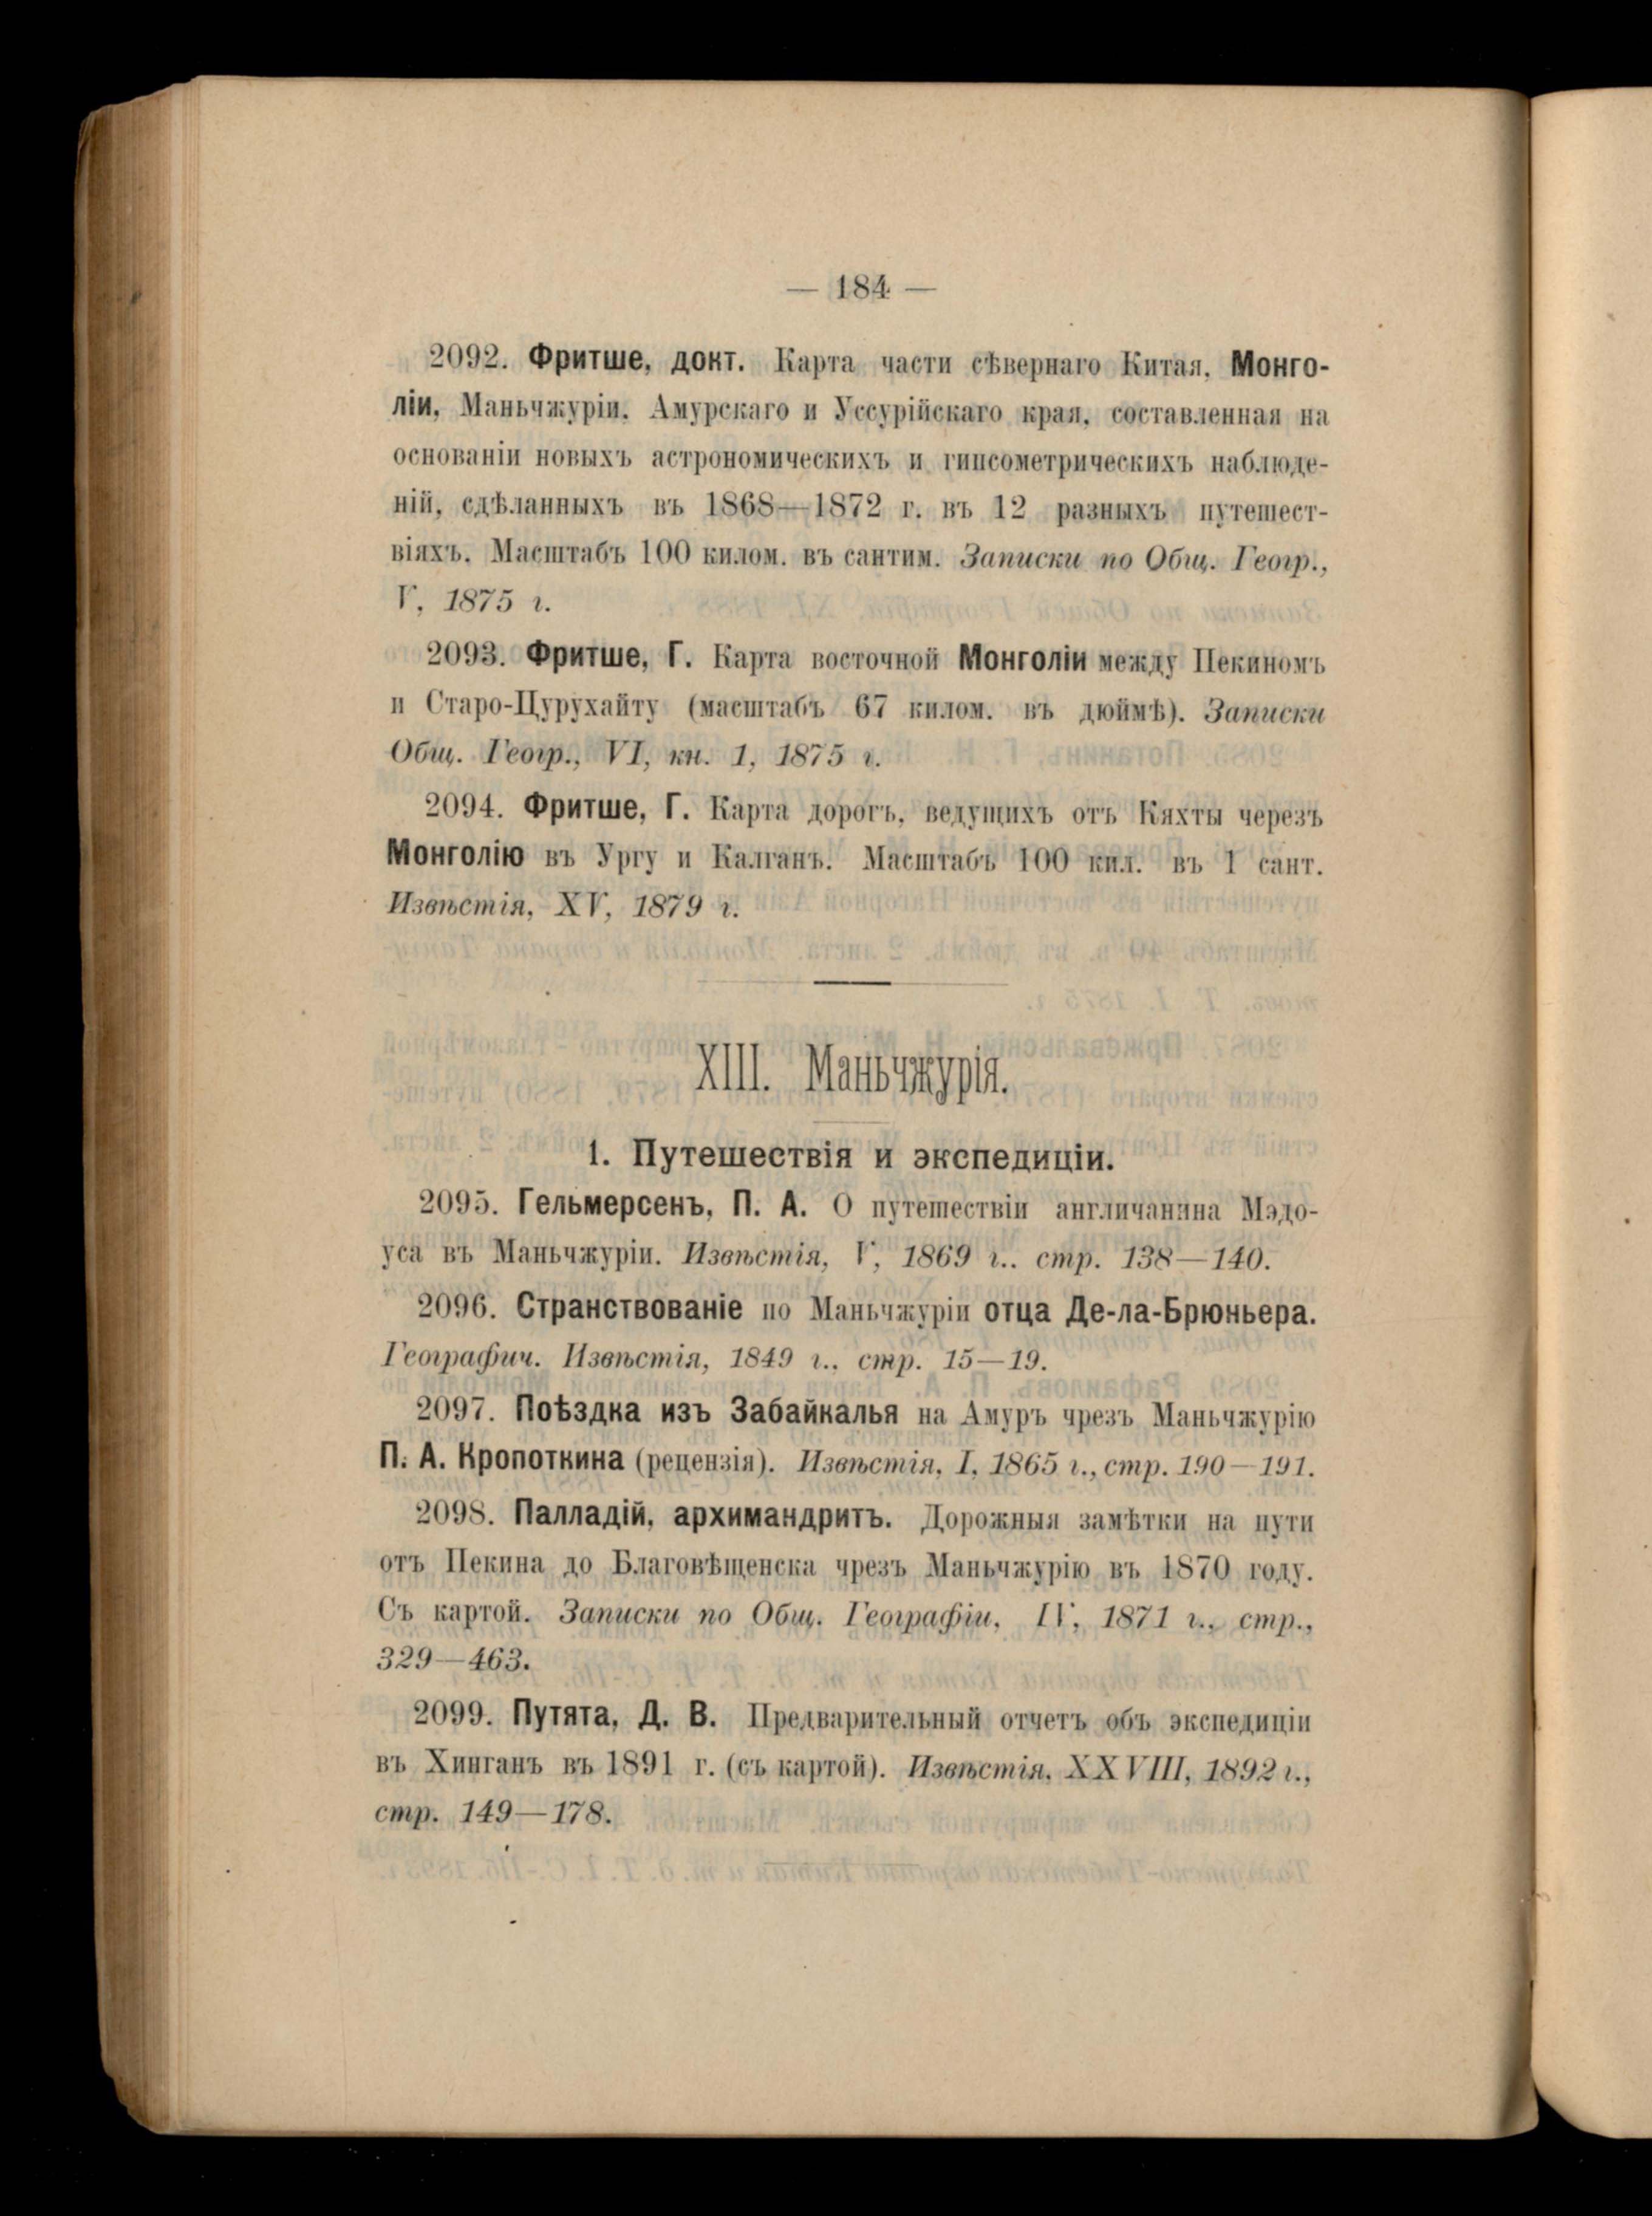 — 184 —
2092. Фритше, докт. Карта части сѣвернаго Китая, Монго-
ліи, Маньчжуріи, Амурскаго и Уссурійскаго края, составленная на
основаніи новыхъ астрономическихъ и гипсометрическихъ наблюде-
ній, сдѣланныхъ въ 1868—1872 г. въ 12 разныхъ путешест-
віяхъ. Масштабъ 100 килом. въ сантим. Записки по Общ. Геогр.,
V, 1875 г.
2093. Фритше, Г. Карта восточной Монголіи между Пекиномъ
и Старо-Цурухайту (масштабъ 67 килом. въ дюймѣ). Записки
Общ. Геогр., VI, кн. 1, 1875 г.
2094. Фритше, Г. Карта дорогъ, ведущихъ отъ Кяхты черезъ
Монголію въ Ургу и Калганъ. Масштабъ 100 кил. въ 1 сант.
Извѣстія, XV, 1879 г.
XIII. Маньчжурія.
1. Путешествія и экспедиціи.
2095. Гельмерсенъ, П. А. О путешествіи англичанина Мэдо-
уса въ Маньчжуріи. Извѣстія, V, 1869 г.. стр. 138—140.
2096. Странствованіе по Маньчжуріи отца Де-ла-Брюньера.
Географич. Извѣстія, 1849 г.. стр. 15—19.
2097. Поѣздка изъ Забайкалья на Амуръ чрезъ Маньчжурію
П. А. Кропоткина (рецензія). Извѣстія, I, 1865 г., стр. 190—191.
2098. Палладій, архимандритъ. Дорожныя замѣтки на пути
отъ Пекина до Благовѣщенска чрезъ Маньчжурію въ 1870 году.
Съ картой. Записки по Общ. Географіи, IV, 1871 г., стр.,
329—463.
2099. Путята, Д. В. Предварительный отчетъ объ экспедиціи
въ Хинганъ въ 1891 г. (съ картой). Извѣстія, XXVIII, 1892 г.,
стр. 149—178.